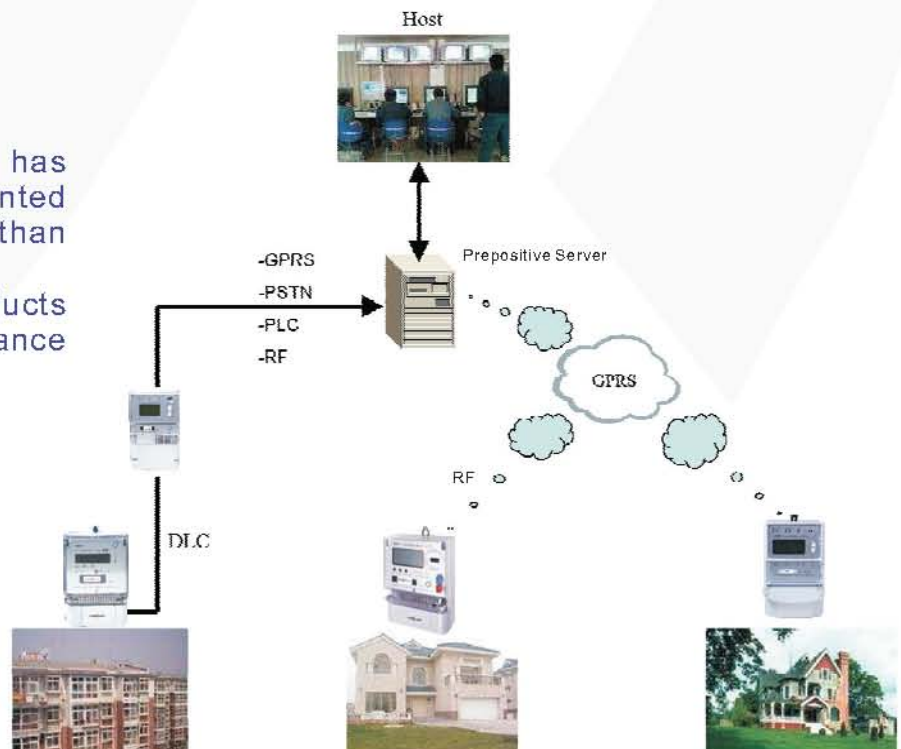 Host
has
nted
than
ucts
ance
Prepositive Server
-GPRS
-PSTN
-PLC
-RF
GPRS
RF
DLC